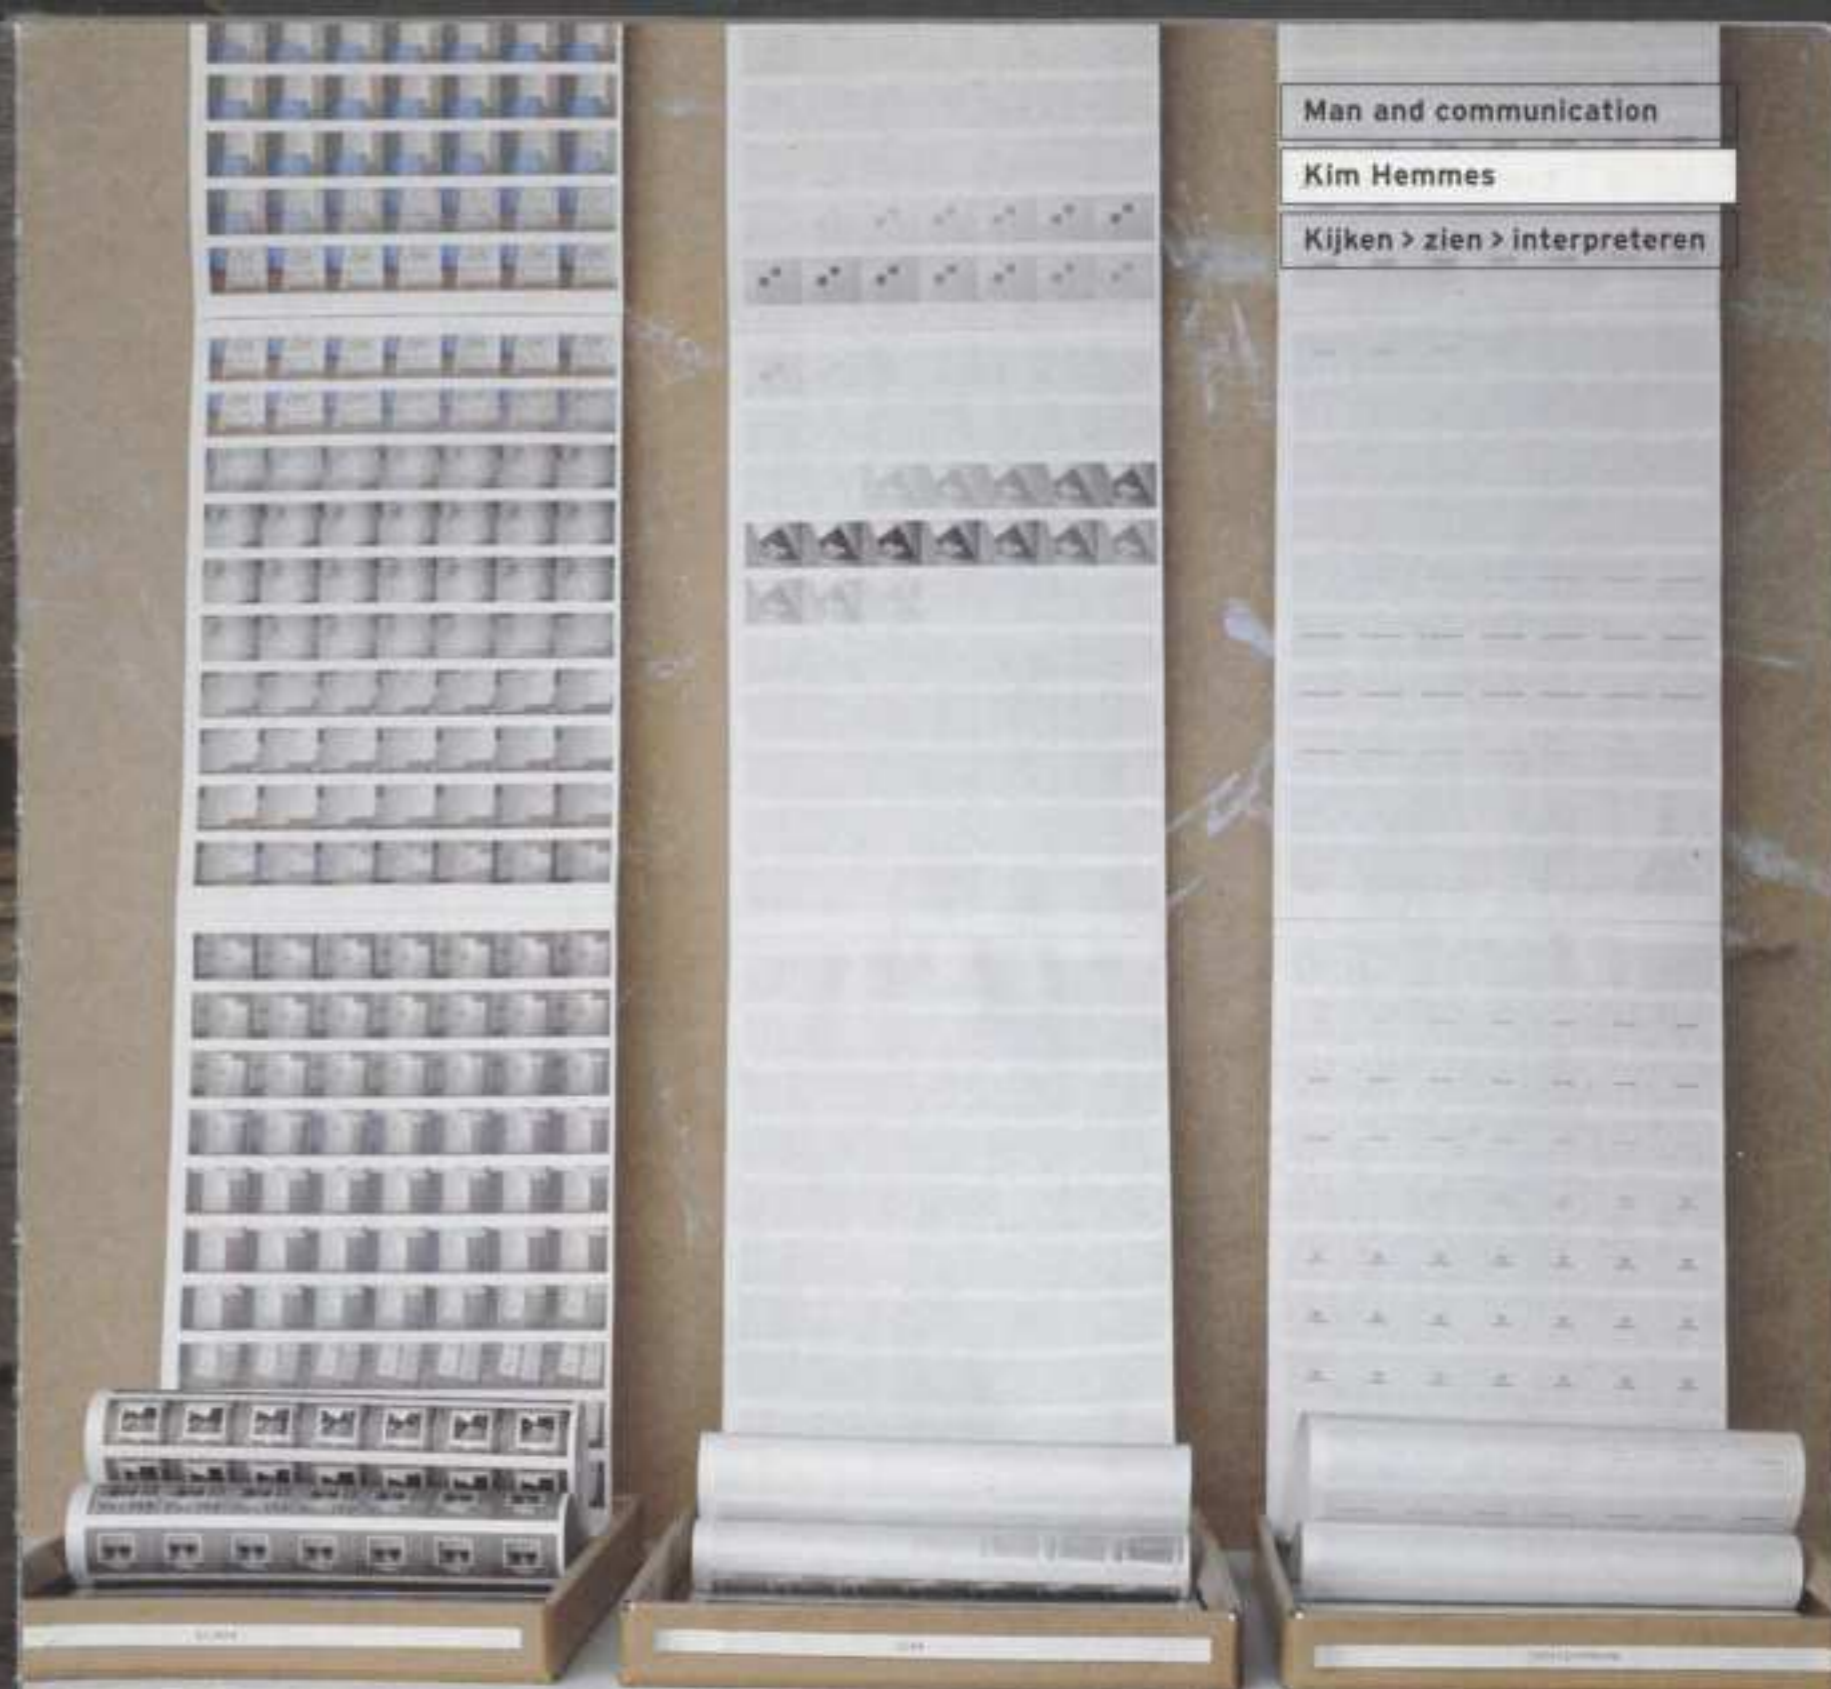 Man and communication
Kim Hemmes
Kijken > zien > interpreteren